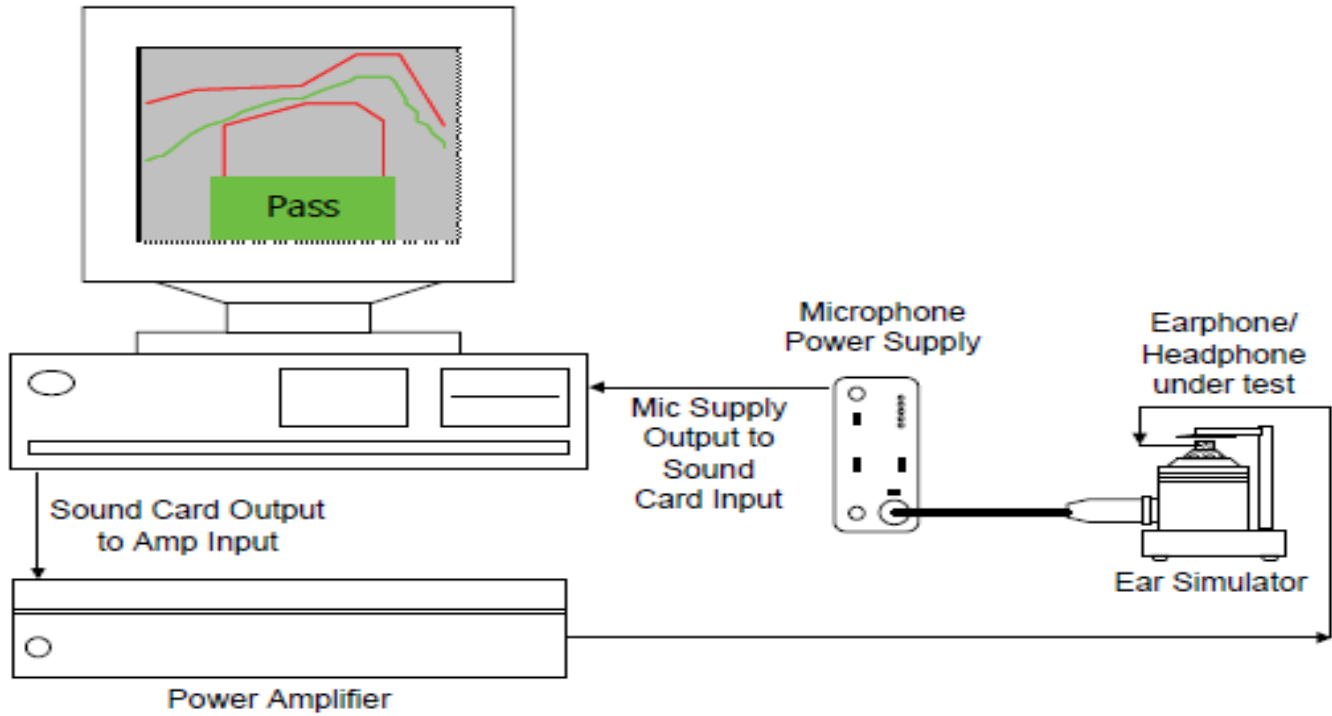 Pass
Microphone
Power Supply
Earphone/
Headphone
under test
Mic Supply
Output to
Sound
Card Input
Sound Card Output
to Amp Input
Ear Simulator
Power Amplifier